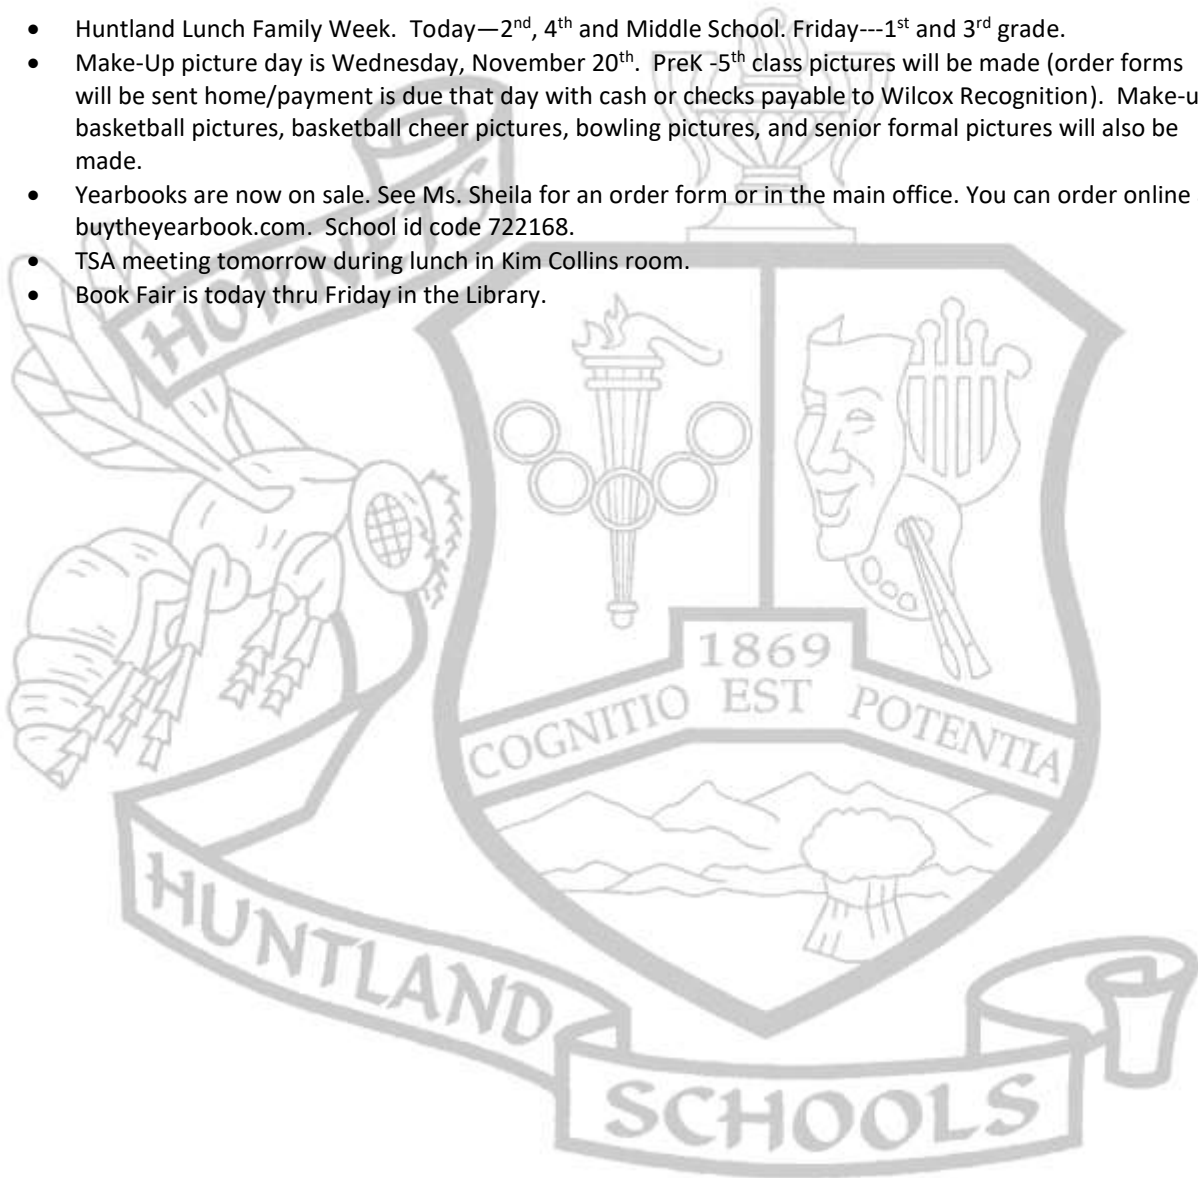 • Huntland Lunch Family Week. Today—2nd, 4th and Middle School. Friday---1st and 3rd grade.
• Make-Up picture day is Wednesday, November 20th. PreK -5th class pictures will be made (order forms
will be sent home/payment is due that day with cash or checks payable to Wilcox Recognition). Make-u
basketball pictures, basketball cheer pictures, bowling pictures, and senior formal pictures will also be
made.
• Yearbooks are now on sale. See Ms. Sheila for an order form or in the main office. You can order online
buytheyearbook.com. School id code 722168.
• TSA meeting tomorrow during lunch in Kim Collins room.
• Book Fair is today thru Friday in the Library.
HORNETS
1869
COGNITIO EST POTENTIA
HUNTLAND
SCHOOLS